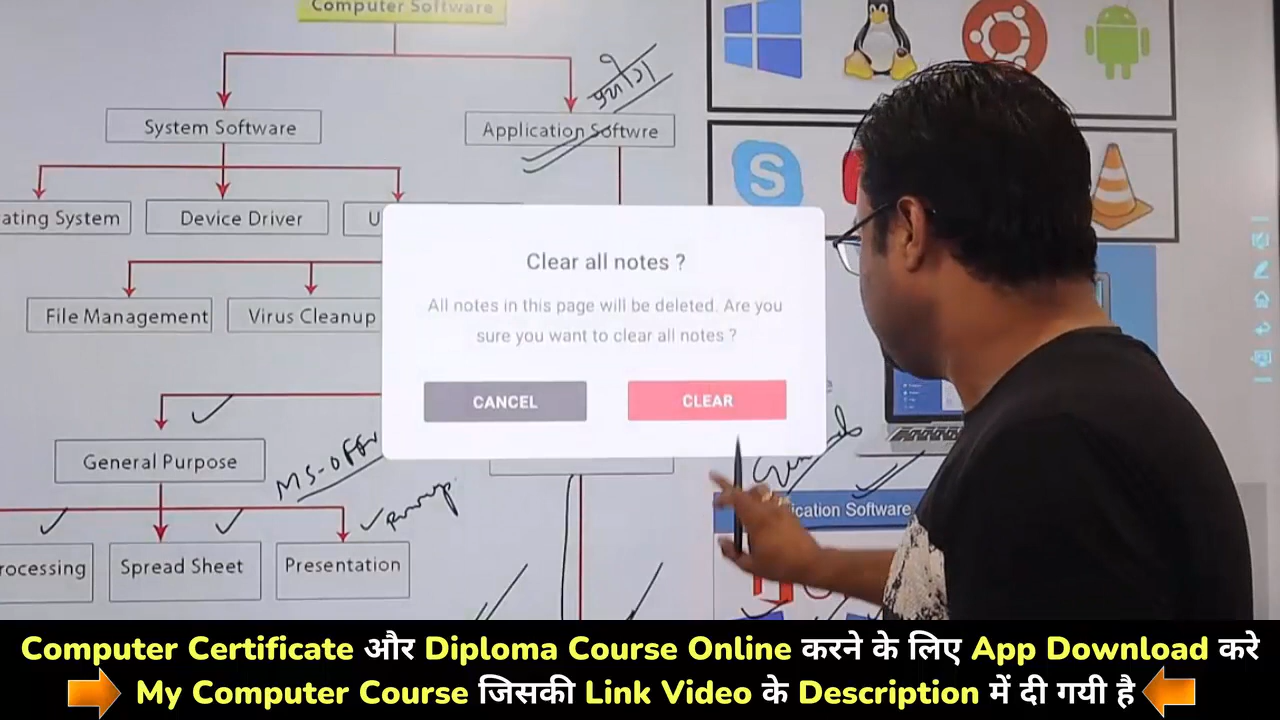 Computer Software
प्रयोग
System Software
Application Softwre
ating System
Device Driver
U
S
Clear all notes ?
All notes in this page will be deleted. Are you
sure you want to clear all notes ?
CANCEL
CLEAR
File Management
Virus Cleanup
General Purpose
MS-OFF
rocessing
Spread Sheet
Presentation
ication Software
Computer Certificate और Diploma Course Online करने के लिए App Download करे
My Computer Course जिसकी Link Video के Description में दी गयी है